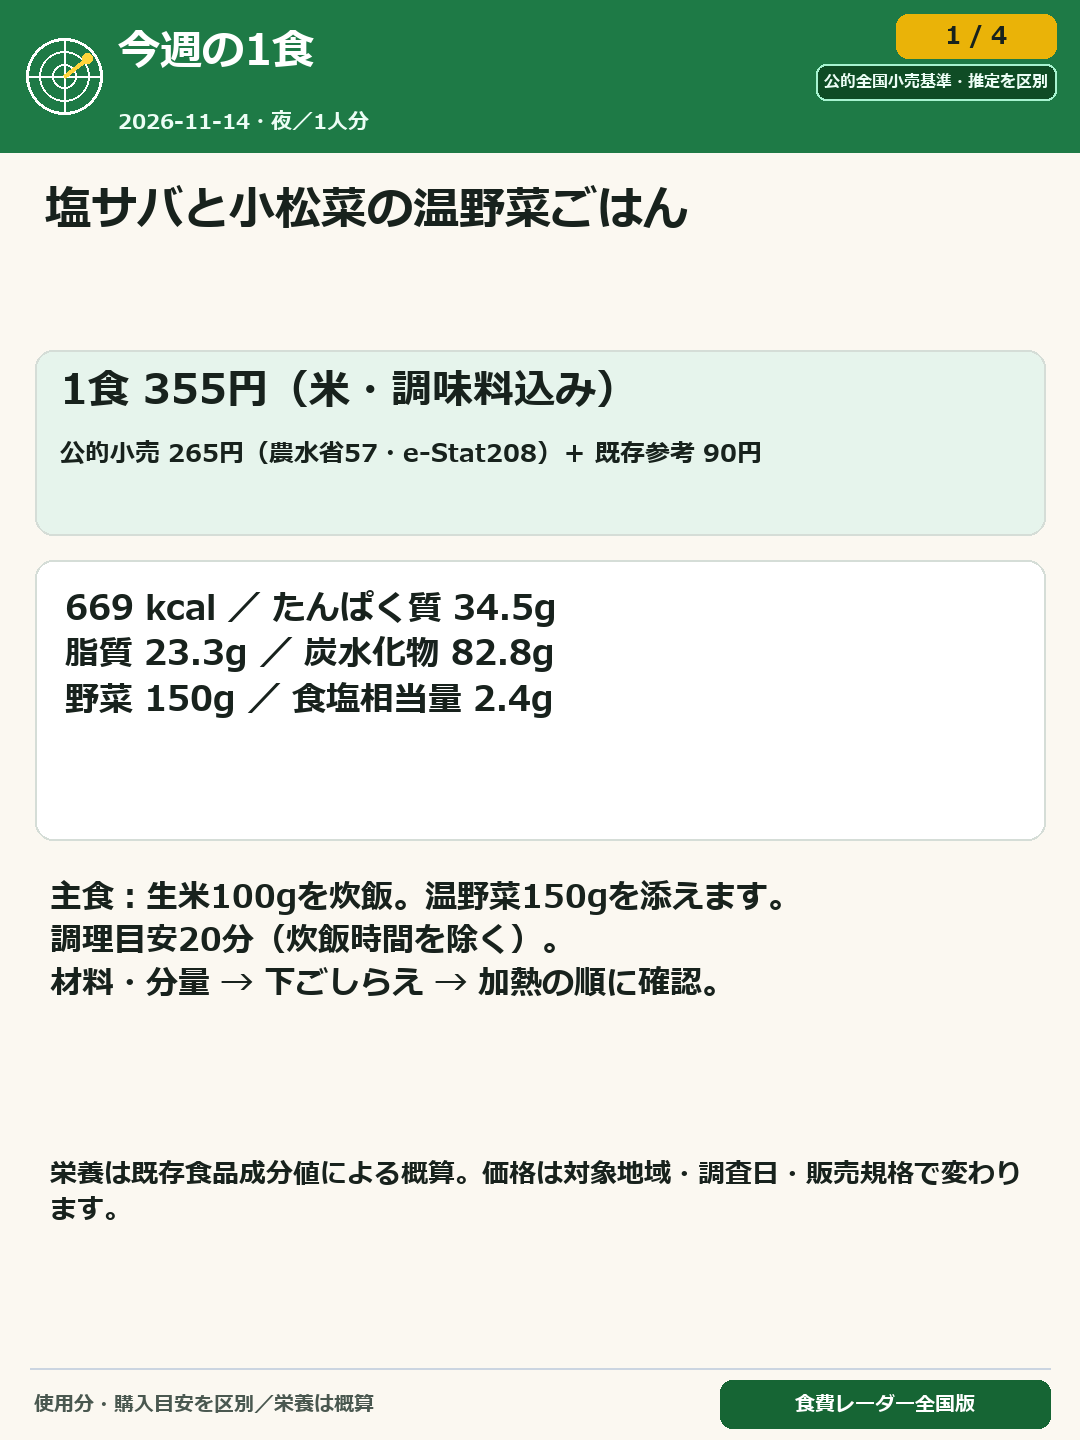 今週の1食
2026-11-14・夜／1人分
1 / 4
公的全国小売基準・推定を区別
塩サバと小松菜の温野菜ごはん
1食 355円（米・調味料込み）
公的小売 265円（農水省57・e-Stat208）＋ 既存参考 90円
669 kcal ／ たんぱく質 34.5g
脂質 23.3g ／ 炭水化物 82.8g
野菜 150g ／ 食塩相当量 2.4g
主食：生米100gを炊飯。温野菜150gを添えます。
調理目安20分（炊飯時間を除く）。
材料・分量 → 下ごしらえ → 加熱の順に確認。
栄養は既存食品成分値による概算。価格は対象地域・調査日・販売規格で変わり
ます。
使用分・購入目安を区別／栄養は概算
食費レーダー全国版